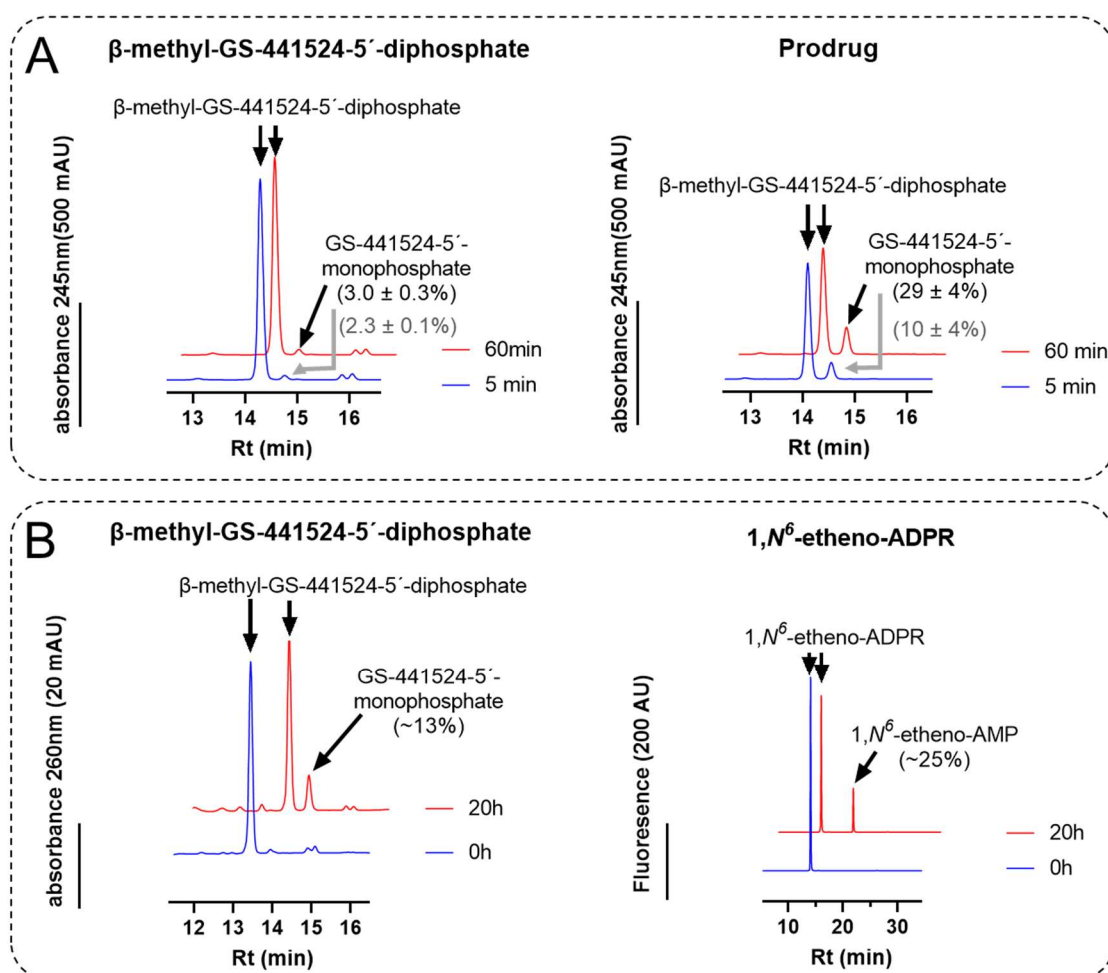 A
β-methyl-GS-441524-5´-diphosphate
β-methyl-GS-441524-5´-diphosphate
absorbance 245nm(500 mAU)
GS-441524-5´-
monophosphate
(3.0 ± 0.3%)
(2.3 ± 0.1%)
60min
5 min
13 14 15 16
Rt (min)
Prodrug
β-methyl-GS-441524-5´-diphosphate
absorbance 245nm(500 mAU)
GS-441524-5´-
monophosphate
(29 ± 4%)
(10 ± 4%)
60 min
5 min
13 14 15 16
Rt (min)
B
β-methyl-GS-441524-5´-diphosphate
β-methyl-GS-441524-5´-diphosphate
absorbance 260nm (20 mAU)
GS-441524-5´-
monophosphate
(~13%)
20h
0h
12 13 14 15 16
Rt (min)
1,N⁶-etheno-ADPR
1,N⁶-etheno-ADPR
Fluoresence (200 AU)
1,N⁶-etheno-AMP
(~25%)
20h
0h
10 20 30
Rt (min)